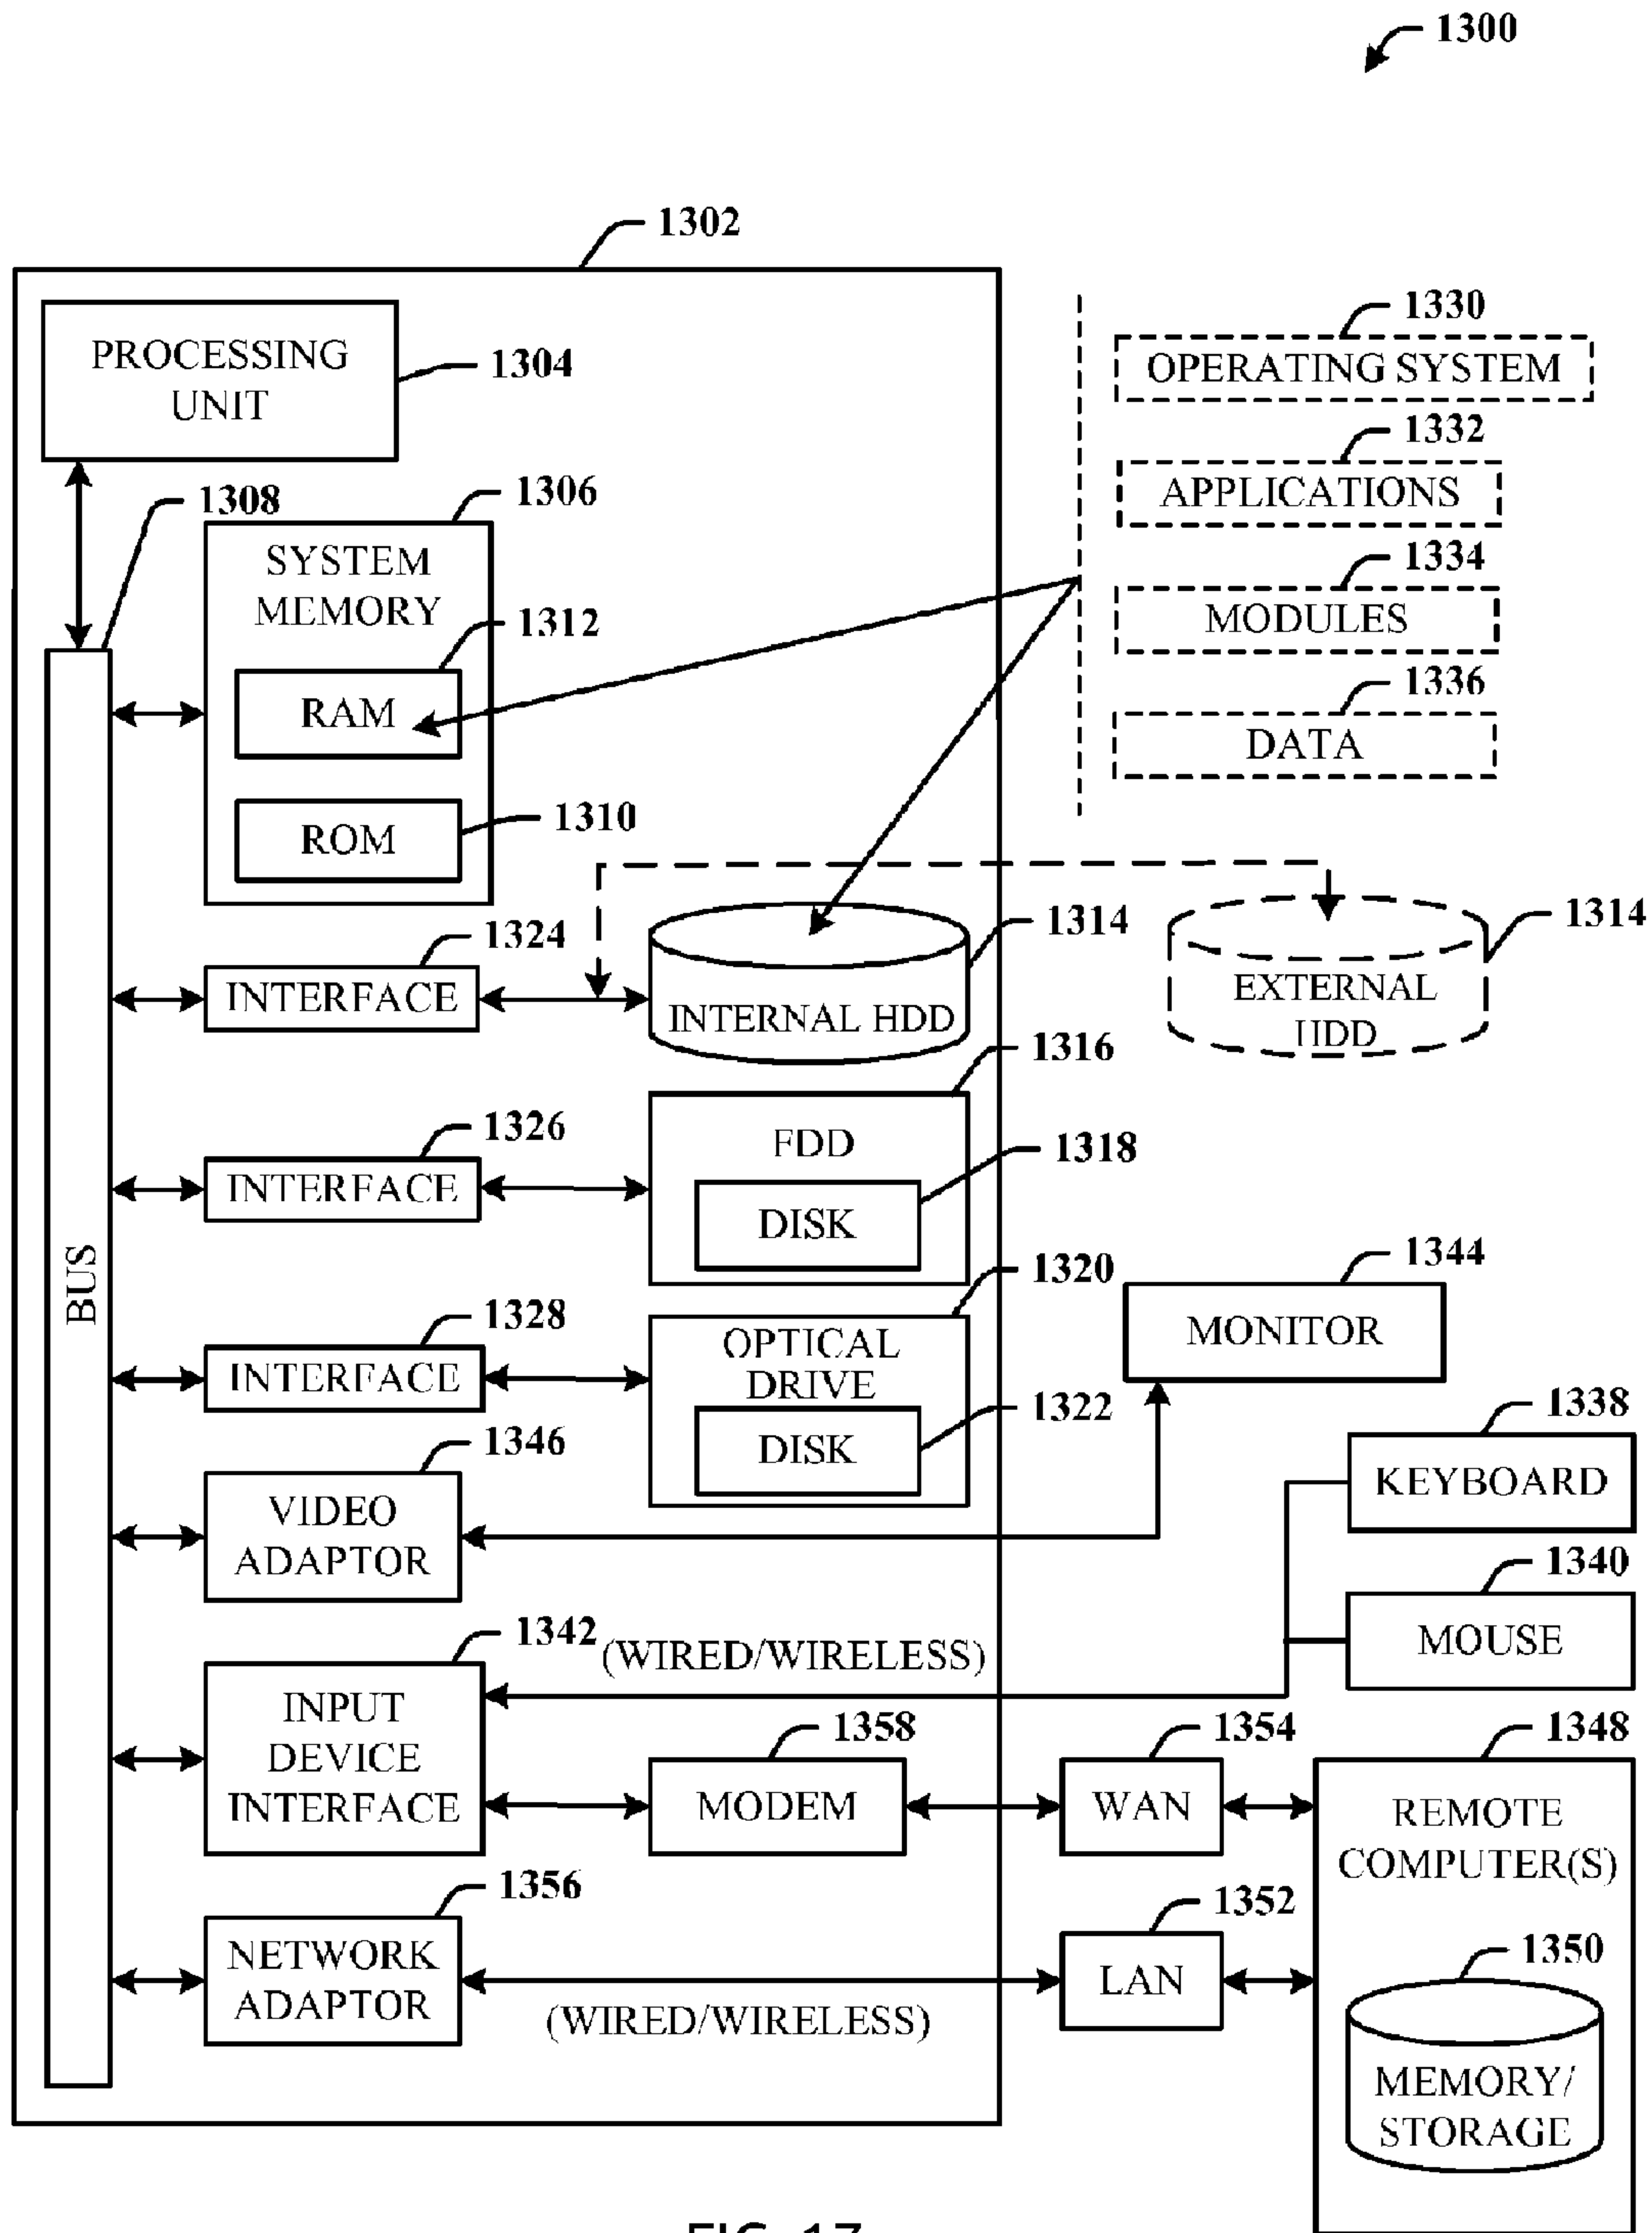 1300
1302
PROCESSING
UNIT
1304
1330
OPERATING SYSTEM
1332
APPLICATIONS
1334
MODULES
1336
DATA
1308
1306
SYSTEM
MEMORY
1312
RAM
1310
ROM
1324
INTERFACE
1314
INTERNAL HDD
1314
EXTERNAL
HDD
1316
FDD
1318
DISK
1326
INTERFACE
BUS
1320
OPTICAL
DRIVE
1322
DISK
1328
INTERFACE
1344
MONITOR
1346
VIDEO
ADAPTOR
1338
KEYBOARD
1340
MOUSE
1342
(WIRED/WIRELESS)
INPUT
DEVICE
INTERFACE
1358
MODEM
1354
WAN
1348
REMOTE
COMPUTER(S)
1356
NETWORK
ADAPTOR
(WIRED/WIRELESS)
1352
LAN
1350
MEMORY/
STORAGE
FIG. 17